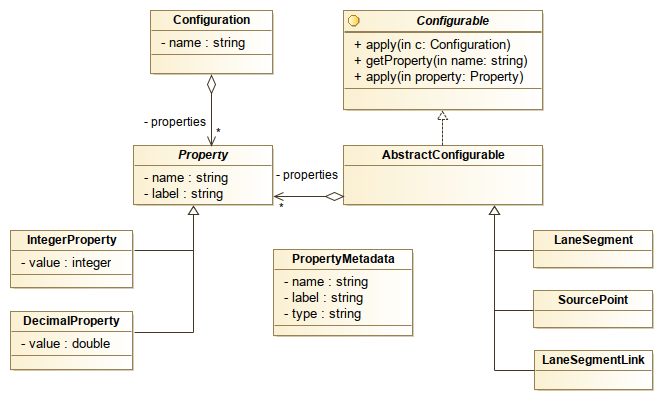 Configuration
- name : string
Configurable
+ apply(in c: Configuration)
+ getProperty(in name: string)
+ apply(in property: Property)
- properties
*
Property
- name : string
- label : string
AbstractConfigurable
- properties
*
IntegerProperty
- value : integer
DecimalProperty
- value : double
PropertyMetadata
- name : string
- label : string
- type : string
LaneSegment
SourcePoint
LaneSegmentLink